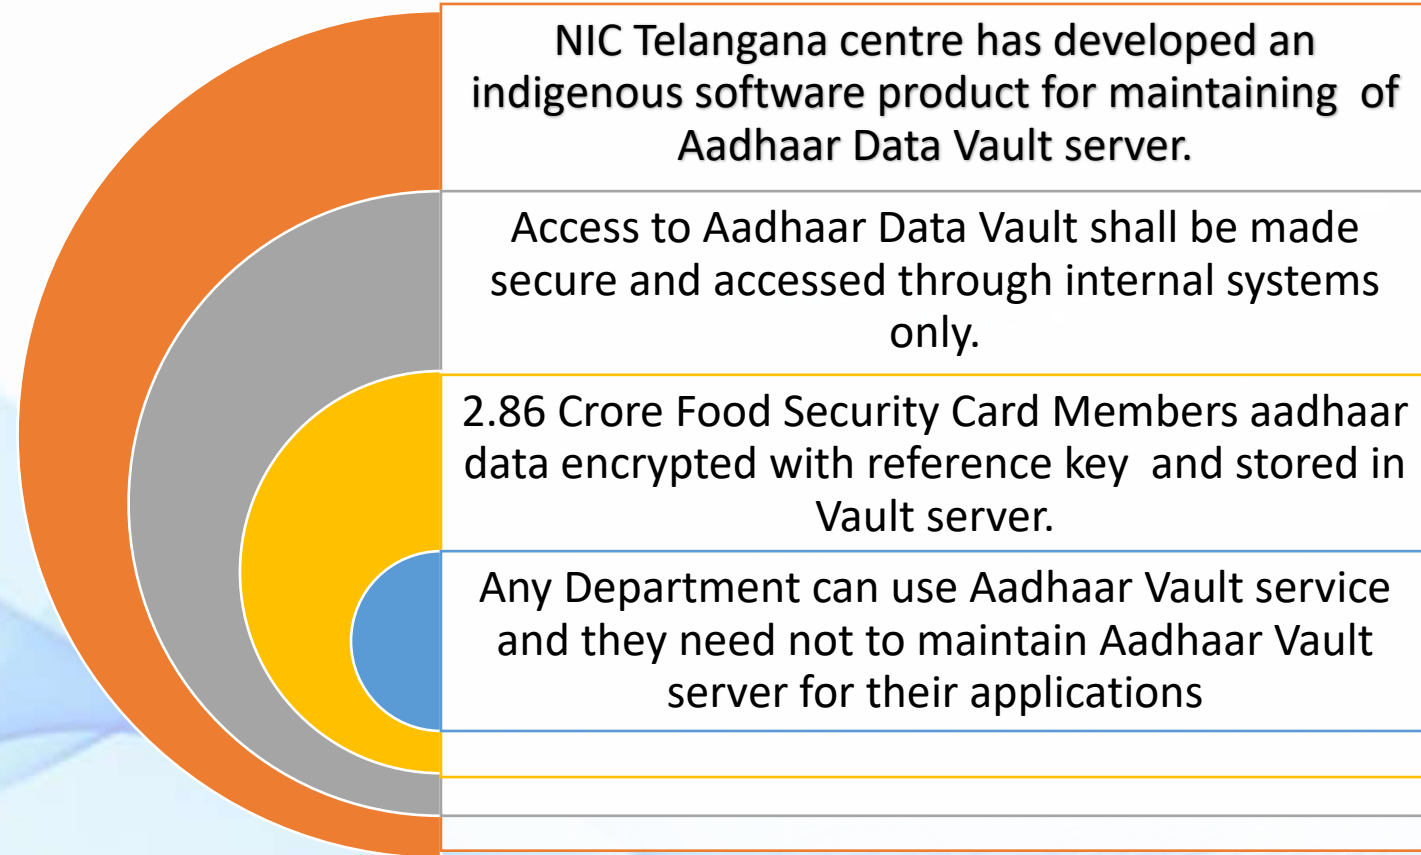 NIC Telangana centre has developed an
indigenous software product for maintaining  of
Aadhaar Data Vault server.
Access to Aadhaar Data Vault shall be made
secure and accessed through internal systems
only.
2.86 Crore Food Security Card Members aadhaar
data encrypted with reference key  and stored in
Vault server.
Any Department can use Aadhaar Vault service
and they need not to maintain Aadhaar Vault
server for their applications